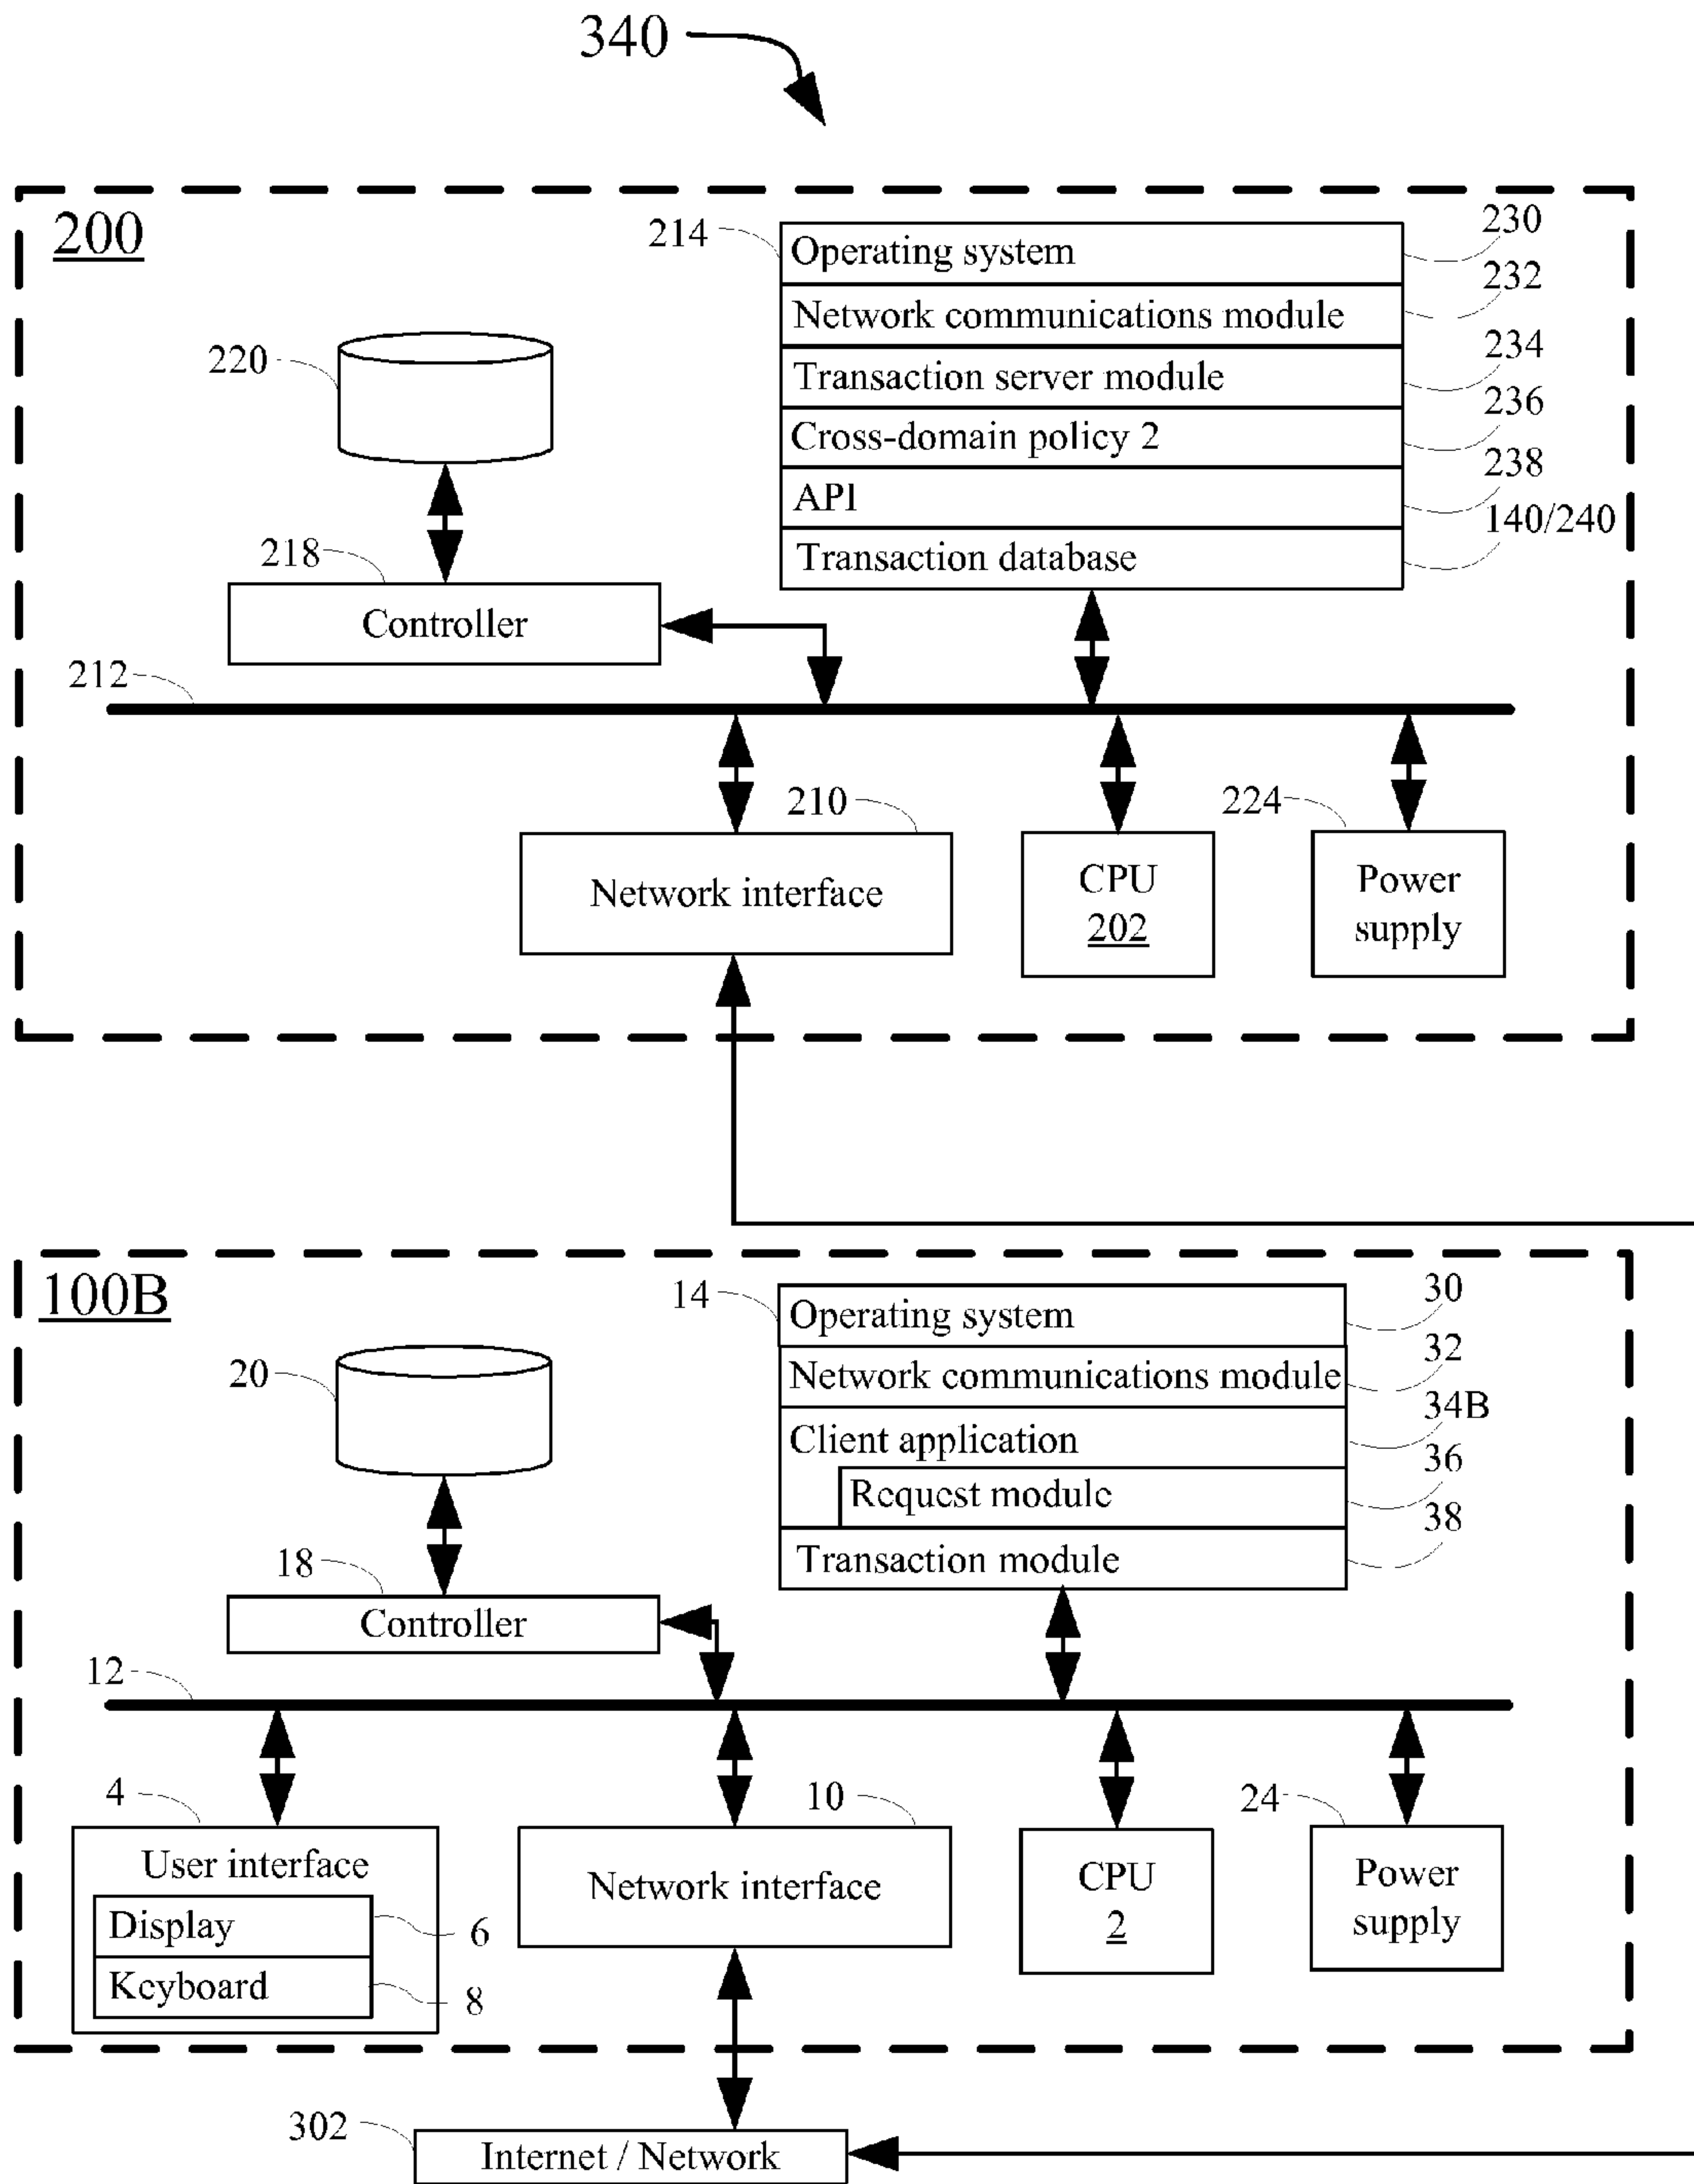 340
200
214
Operating system
230
Network communications module
232
Transaction server module
234
Cross-domain policy 2
236
API
238
Transaction database
140/240
220
218
Controller
212
210
Network interface
CPU
202
224
Power
supply
100B
14
Operating system
30
Network communications module
32
Client application
34B
Request module
36
Transaction module
38
20
18
Controller
12
4
User interface
Display
6
Keyboard
8
10
Network interface
CPU
2
24
Power
supply
302
Internet / Network